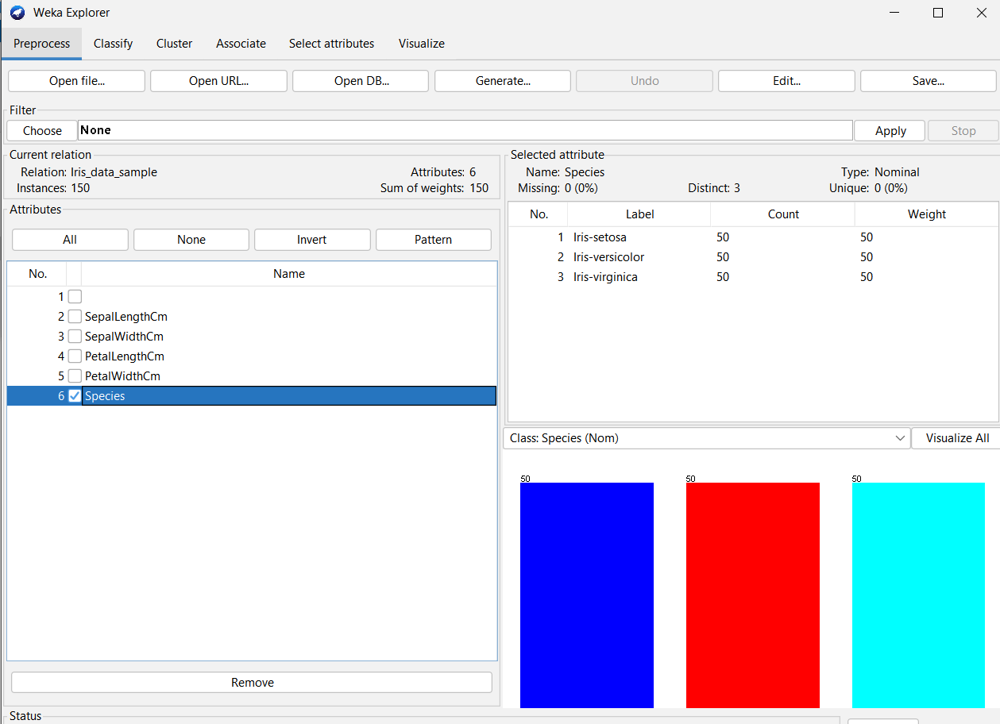 Weka Explorer
Preprocess Classify Cluster Associate Select attributes Visualize
Open file... Open URL... Open DB... Generate... Undo Edit... Save...
Filter
Choose None Apply Stop
Current relation
Relation: Iris_data_sample Attributes: 6
Instances: 150 Sum of weights: 150
Attributes
All None Invert Pattern
No. Name
1
2 SepalLengthCm
3 SepalWidthCm
4 PetalLengthCm
5 PetalWidthCm
6 Species
Remove
Status
Selected attribute
Name: Species Type: Nominal
Missing: 0 (0%) Distinct: 3 Unique: 0 (0%)
No. Label Count Weight
1 Iris-setosa 50 50
2 Iris-versicolor 50 50
3 Iris-virginica 50 50
Class: Species (Nom) Visualize All
50 50 50